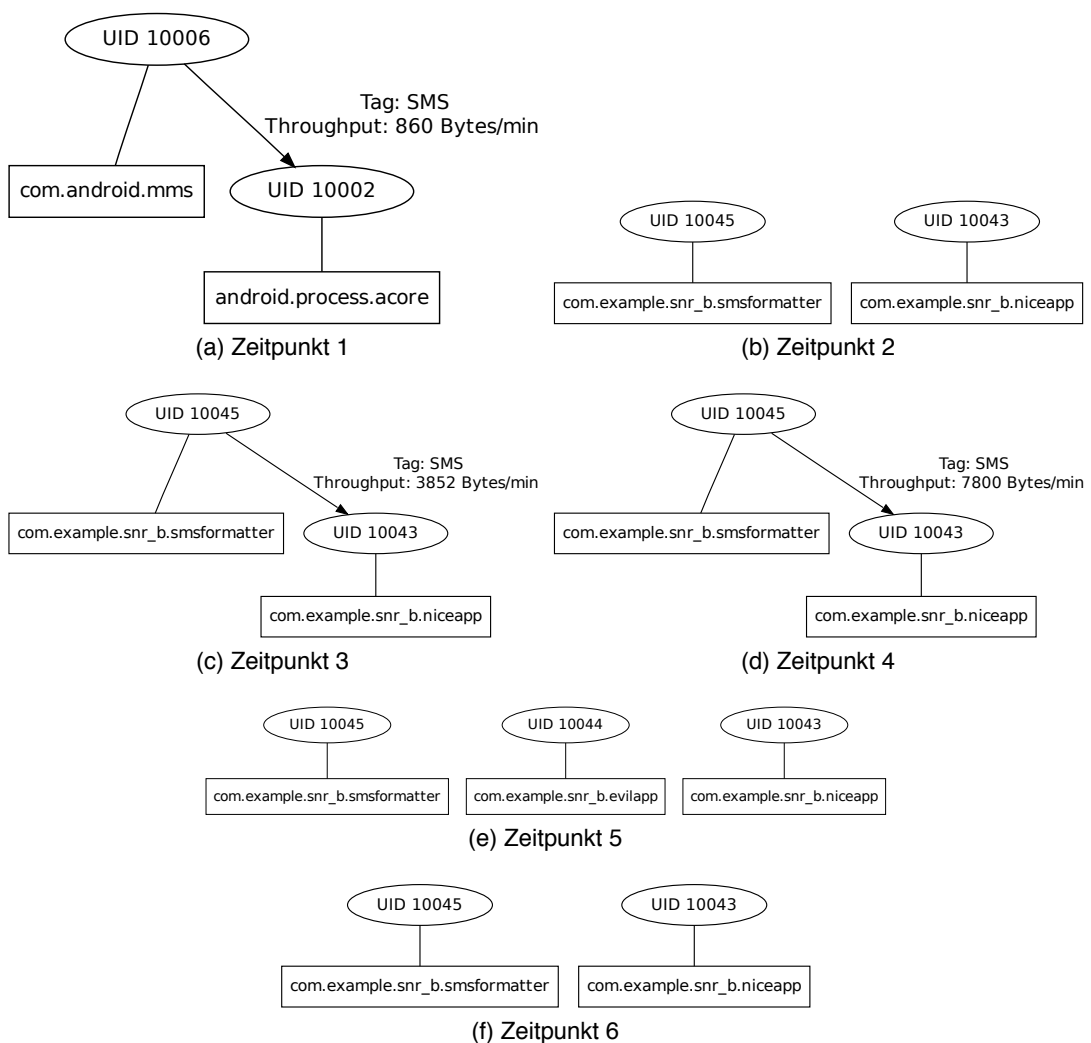 UID 10006
Tag: SMS
Throughput: 860 Bytes/min
com.android.mms
UID 10002
android.process.acore
(a) Zeitpunkt 1
UID 10045
UID 10043
com.example.snr_b.smsformatter
com.example.snr_b.niceapp
(b) Zeitpunkt 2
UID 10045
Tag: SMS
Throughput: 3852 Bytes/min
com.example.snr_b.smsformatter
UID 10043
com.example.snr_b.niceapp
(c) Zeitpunkt 3
UID 10045
Tag: SMS
Throughput: 7800 Bytes/min
com.example.snr_b.smsformatter
UID 10043
com.example.snr_b.niceapp
(d) Zeitpunkt 4
UID 10045
UID 10044
UID 10043
com.example.snr_b.smsformatter
com.example.snr_b.evilapp
com.example.snr_b.niceapp
(e) Zeitpunkt 5
UID 10045
UID 10043
com.example.snr_b.smsformatter
com.example.snr_b.niceapp
(f) Zeitpunkt 6